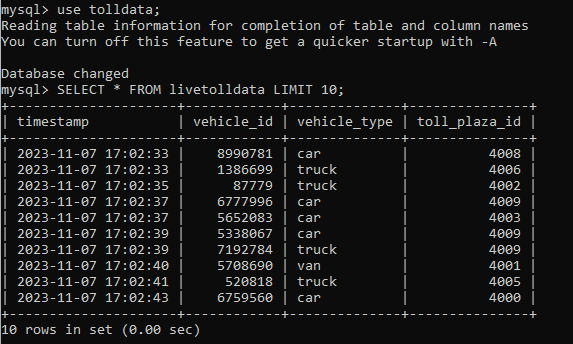 mysql> use tolldata;
Reading table information for completion of table and column names
You can turn off this feature to get a quicker startup with -A

Database changed
mysql> SELECT * FROM livetolldata LIMIT 10;
+---------------------+------------+--------------+---------------+
| timestamp           | vehicle_id | vehicle_type | toll_plaza_id |
+---------------------+------------+--------------+---------------+
| 2023-11-07 17:02:33 |    8990781 | car          |          4008 |
| 2023-11-07 17:02:33 |    1386699 | truck        |          4006 |
| 2023-11-07 17:02:35 |      87779 | truck        |          4002 |
| 2023-11-07 17:02:37 |    6777996 | car          |          4009 |
| 2023-11-07 17:02:37 |    5652083 | car          |          4003 |
| 2023-11-07 17:02:39 |    5338067 | car          |          4009 |
| 2023-11-07 17:02:39 |    7192784 | truck        |          4009 |
| 2023-11-07 17:02:40 |    5708690 | van          |          4001 |
| 2023-11-07 17:02:41 |     520818 | truck        |          4005 |
| 2023-11-07 17:02:43 |    6759560 | car          |          4000 |
+---------------------+------------+--------------+---------------+
10 rows in set (0.00 sec)